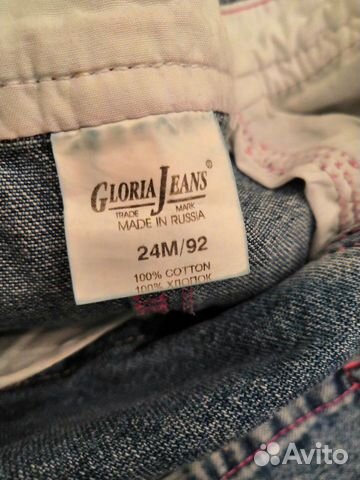 GLORIA JEANS®
TRADE MARK
MADE IN RUSSIA
24M/92
100% COTTON
100% ХЛОПОК
Avito